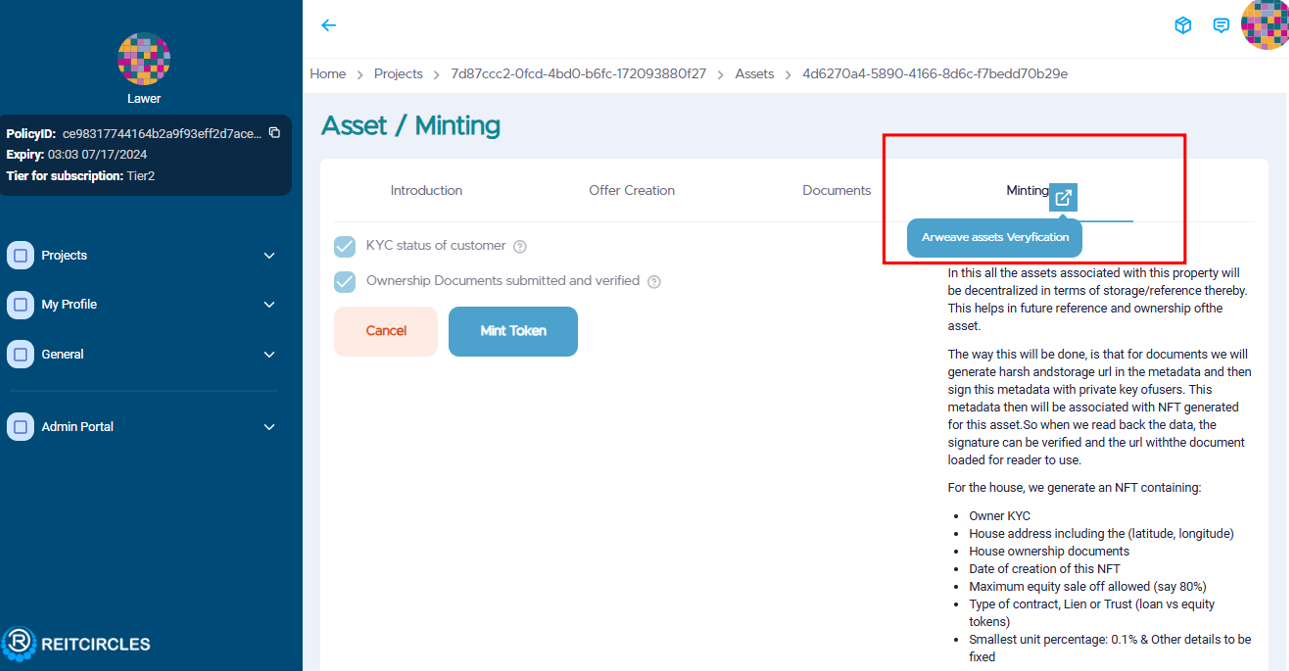 Lawer
PolicyID: ce98317744164b2a9f93eff2d7ace...
Expiry: 03:03 07/17/2024
Tier for subscription: Tier2
Projects
My Profile
General
Admin Portal
REITCIRCLES
Home > Projects > 7d87ccc2-0fcd-4bd0-b6fc-172093880f27 > Assets > 4d6270a4-5890-4166-8d6c-f7bedd70b29e
Asset / Minting
Introduction Offer Creation Documents Minting
Arweave assets Veryfication
KYC status of customer
Ownership Documents submitted and verified
Cancel Mint Token
In this all the assets associated with this property will
be decentralized in terms of storage/reference thereby.
This helps in future reference and ownership ofthe
asset.
The way this will be done, is that for documents we will
generate harsh andstorage url in the metadata and then
sign this metadata with private key ofusers. This
metadata then will be associated with NFT generated
for this asset.So when we read back the data, the
signature can be verified and the url withthe document
loaded for reader to use.
For the house, we generate an NFT containing:
• Owner KYC
• House address including the (latitude, longitude)
• House ownership documents
• Date of creation of this NFT
• Maximum equity sale off allowed (say 80%)
• Type of contract, Lien or Trust (loan vs equity
tokens)
• Smallest unit percentage: 0.1% & Other details to be
fixed